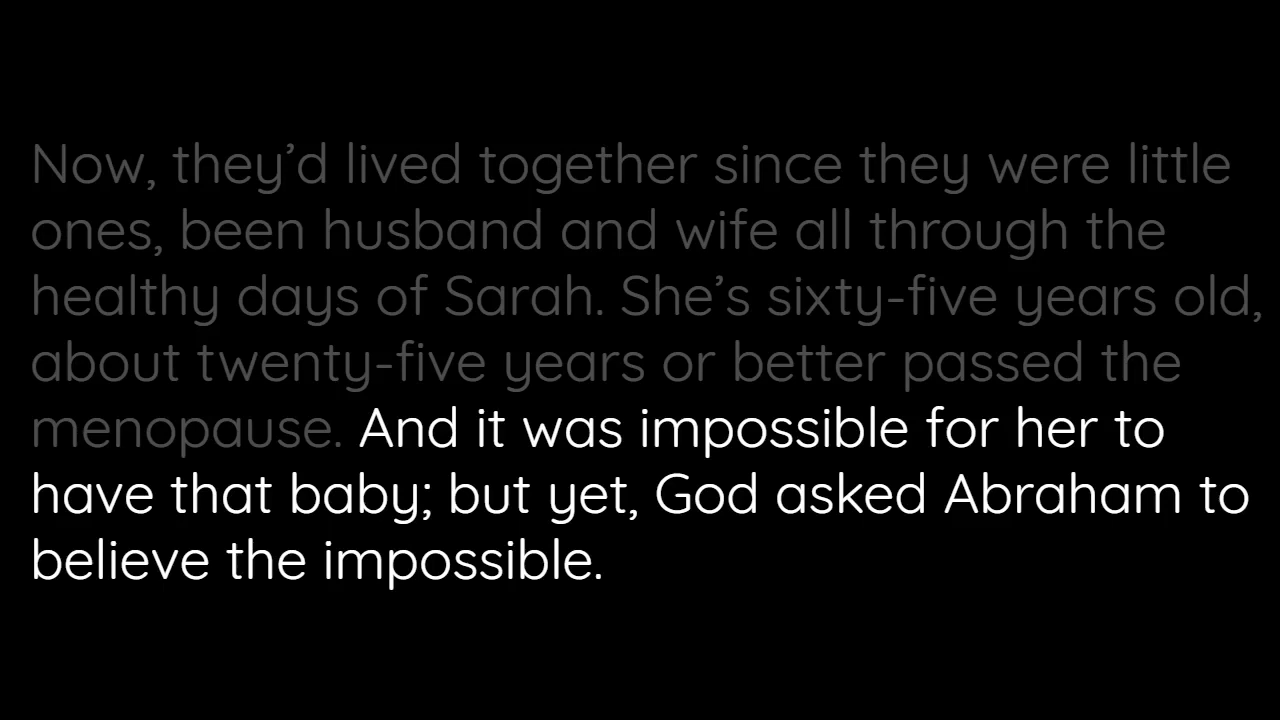 Now, they’d lived together since they were little
ones, been husband and wife all through the
healthy days of Sarah. She’s sixty-five years old,
about twenty-five years or better passed the
menopause. And it was impossible for her to
have that baby; but yet, God asked Abraham to
believe the impossible.